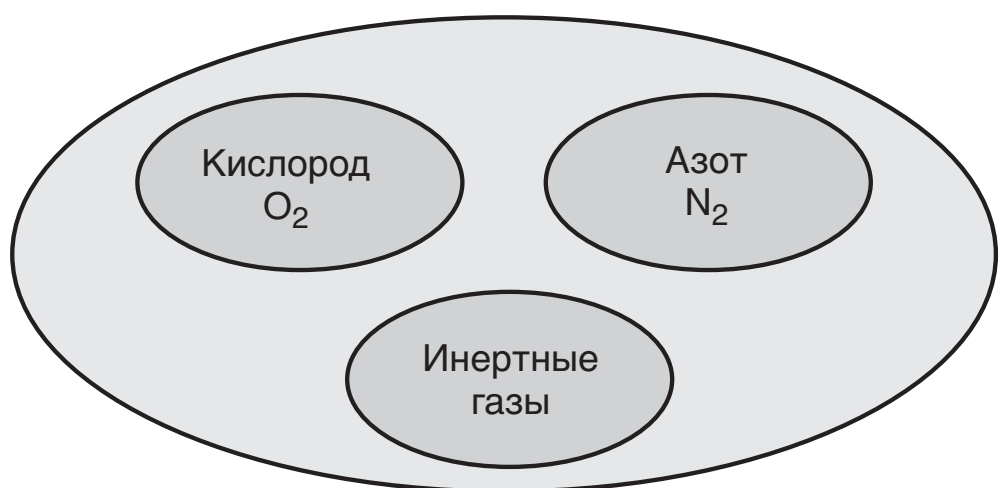 Кислород
O₂
Азот
N₂
Инертные
газы